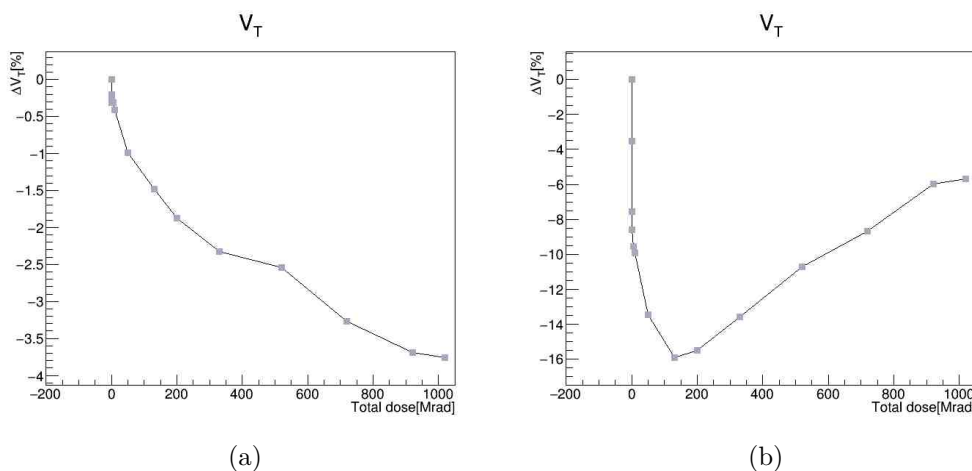 V_T
ΔV_T[%]
0
−0.5
−1
−1.5
−2
−2.5
−3
−3.5
−4
−200 0 200 400 600 800 1000
Total dose[Mrad]
(a)
V_T
ΔV_T[%]
0
−2
−4
−6
−8
−10
−12
−14
−16
−200 0 200 400 600 800 1000
Total dose[Mrad]
(b)